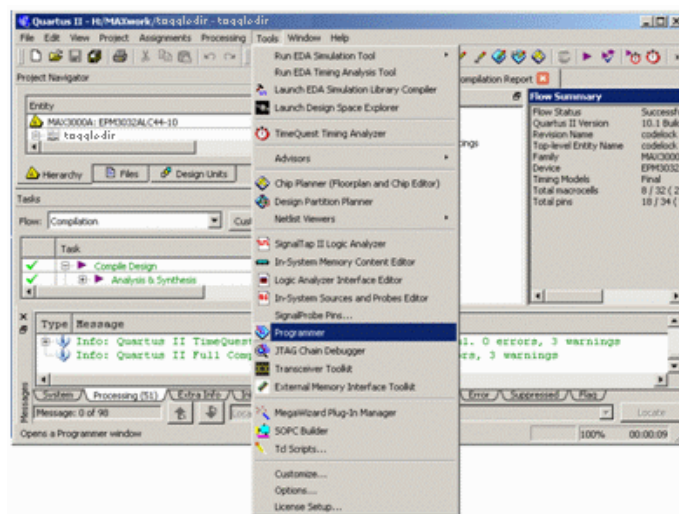 Quartus II - H:/MAXwork/toggledir - toggledir
File Edit View Project Assignments Processing Tools Window Help
Project Navigator
Entity
MAX3000A: EPM3032ALC44-10
toggledir
Hierarchy Files Design Units
Tasks
Flow: Compilation
Task
Compile Design
Analysis & Synthesis
Run EDA Simulation Tool
Run EDA Timing Analysis Tool
Launch EDA Simulation Library Compiler
Launch Design Space Explorer
TimeQuest Timing Analyzer
Advisors
Chip Planner (Floorplan and Chip Editor)
Design Partition Planner
Netlist Viewers
SignalTap II Logic Analyzer
In-System Memory Content Editor
Logic Analyzer Interface Editor
In-System Sources and Probes Editor
SignalProbe Pins...
Programmer
JTAG Chain Debugger
Transceiver Toolkit
External Memory Interface Toolkit
MegaWizard Plug-In Manager
SOPC Builder
Tcl Scripts...
Customize...
Options...
License Setup...
Compilation Report
Flow Summary
Flow Status Successf
Quartus II Version 10.1 Buil
Revision Name codelock
Top-level Entity Name codelock
Family MAX3000
Device EPM3032
Timing Models Final
Total macrocells 8 / 32 ( 2
Total pins 18 / 34 (
Type Message
Info: Quartus II TimeQuest l. 0 errors, 3 warnings
Info: Quartus II Full Comp rs, 3 warnings
System Processing (51) Extra Info Error Suppressed Flag
Messages
Message: 0 of 98 Loca Locate
Opens a Programmer window 100% 00:00:09